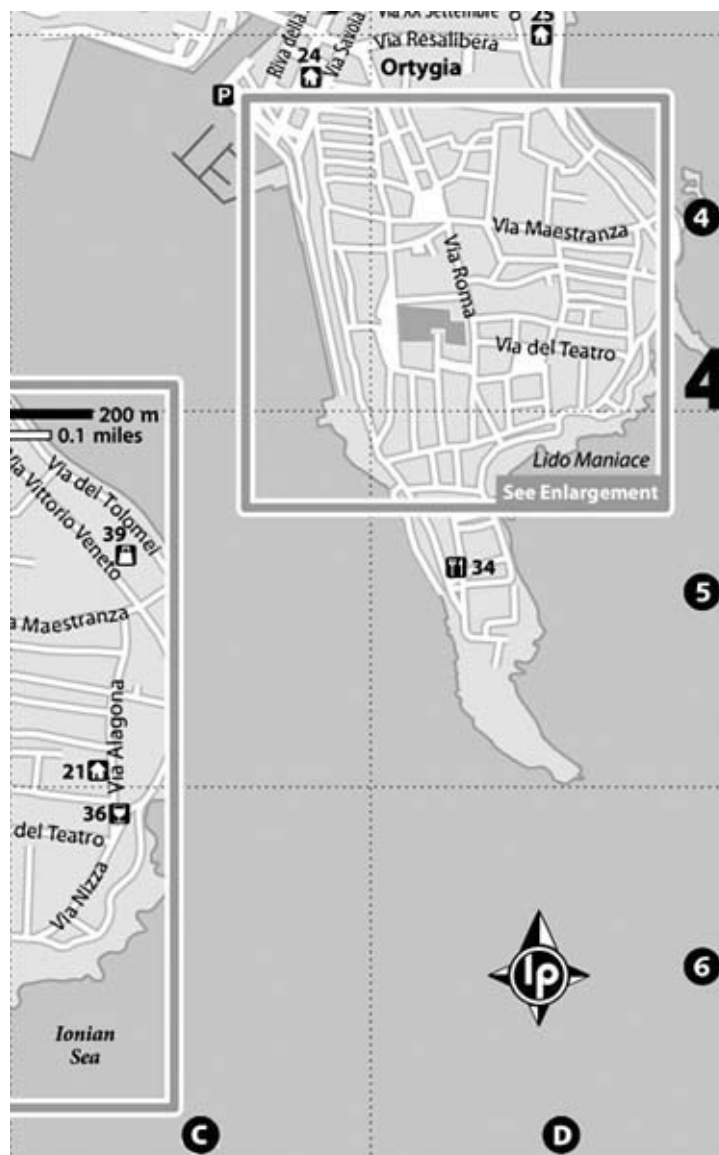 Via XX Settembre
25
Via Resalibera
Riva della
Via Savoia
24
Ortygia
P
4
Via Maestranza
Via Roma
Via del Teatro
4
200 m
0.1 miles
Lido Maniace
See Enlargement
Via del Tolomei
Via Vittorio Veneto
39
34
5
a Maestranza
Via Alagona
21
36
del Teatro
Via Nizza
lp
6
Ionian
Sea
C
D